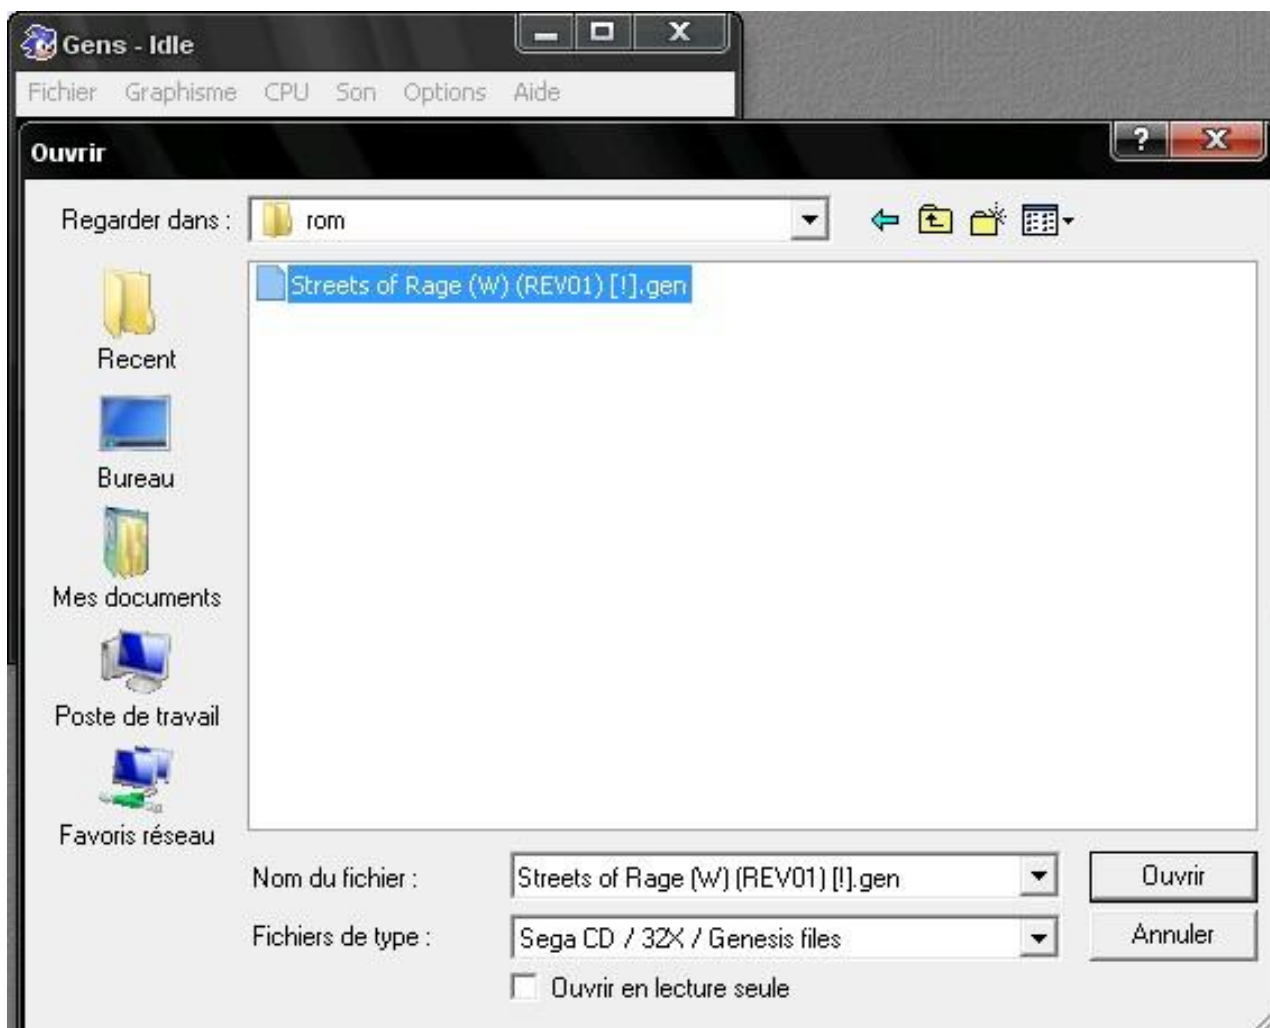 Gens - Idle
Fichier Graphisme CPU Son Options Aide
Ouvrir
Regarder dans : rom
Streets of Rage (W) (REV01) [!].gen
Recent
Bureau
Mes documents
Poste de travail
Favoris réseau
Nom du fichier : Streets of Rage (W) (REV01) [!].gen Ouvrir
Fichiers de type : Sega CD / 32X / Genesis files Annuler
Ouvrir en lecture seule